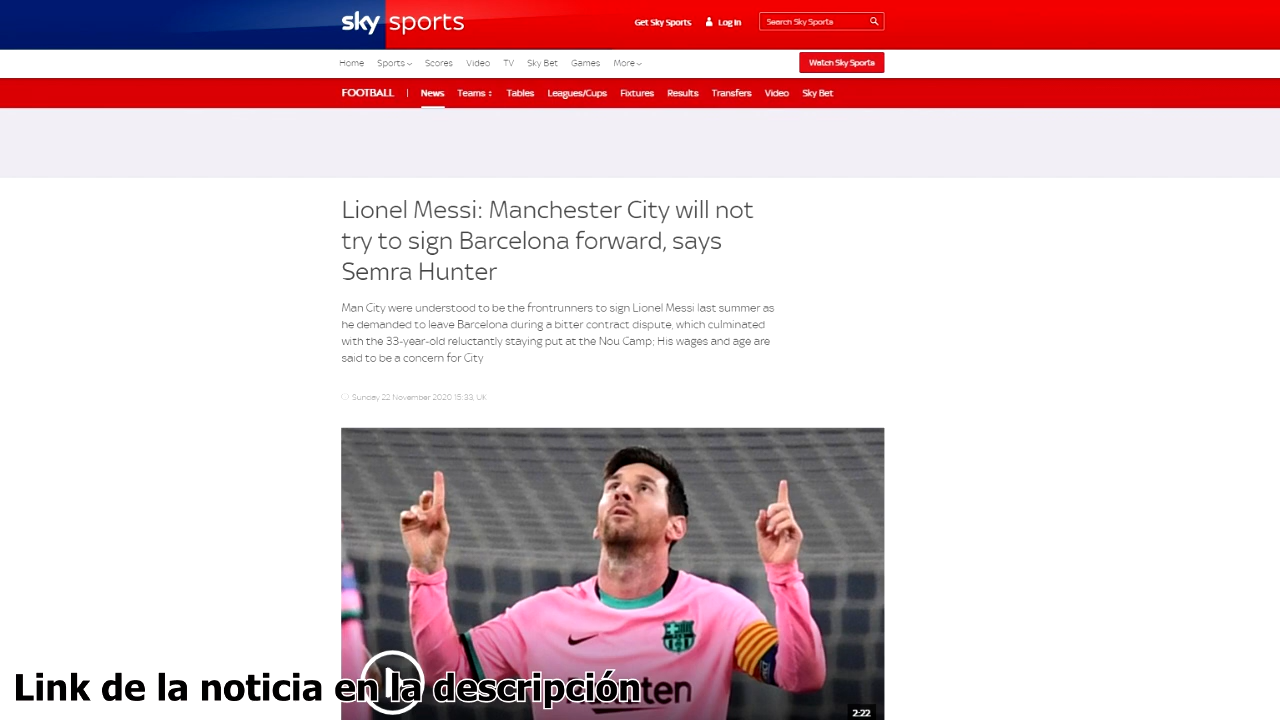 sky sports
Get Sky Sports Log In Search Sky Sports
Home Sports Scores Video TV Sky Bet Games More Watch Sky Sports
FOOTBALL | News Teams Tables Leagues/Cups Fixtures Results Transfers Video Sky Bet
Lionel Messi: Manchester City will not
try to sign Barcelona forward, says
Semra Hunter
Man City were understood to be the frontrunners to sign Lionel Messi last summer as
he demanded to leave Barcelona during a bitter contract dispute, which culminated
with the 33-year-old reluctantly staying put at the Nou Camp; His wages and age are
said to be a concern for City
Sunday 22 November 2020 15:33, UK
Link de la noticia en la descripción
2:22